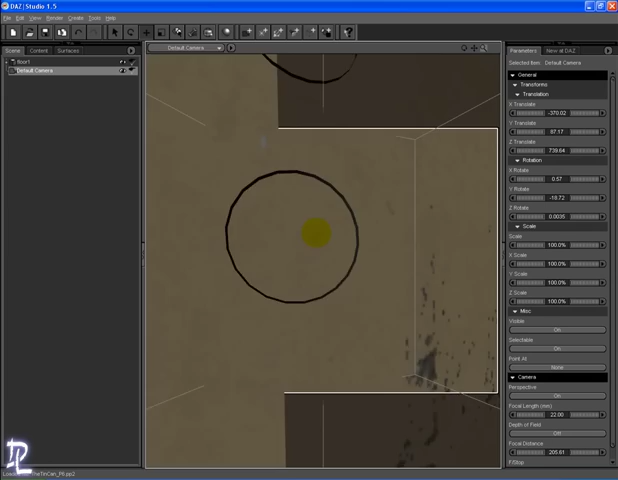 DAZ|Studio 1.5
File Edit View Render Create Tools Help
Scene Content Surfaces
Default Camera
Parameters New at DAZ
floor1
Default Camera
Selected Item: Default Camera
General
Transforms
Translation
X Translate
-370.02
Y Translate
87.17
Z Translate
739.64
Rotation
X Rotate
0.57
Y Rotate
-18.72
Z Rotate
0.0035
Scale
Scale
100.0%
X Scale
100.0%
Y Scale
100.0%
Z Scale
100.0%
Misc
Visible
On
Selectable
On
Point At
None
Camera
Perspective
On
Focal Length (mm)
22.00
Depth of Field
Off
Focal Distance
205.61
F/Stop